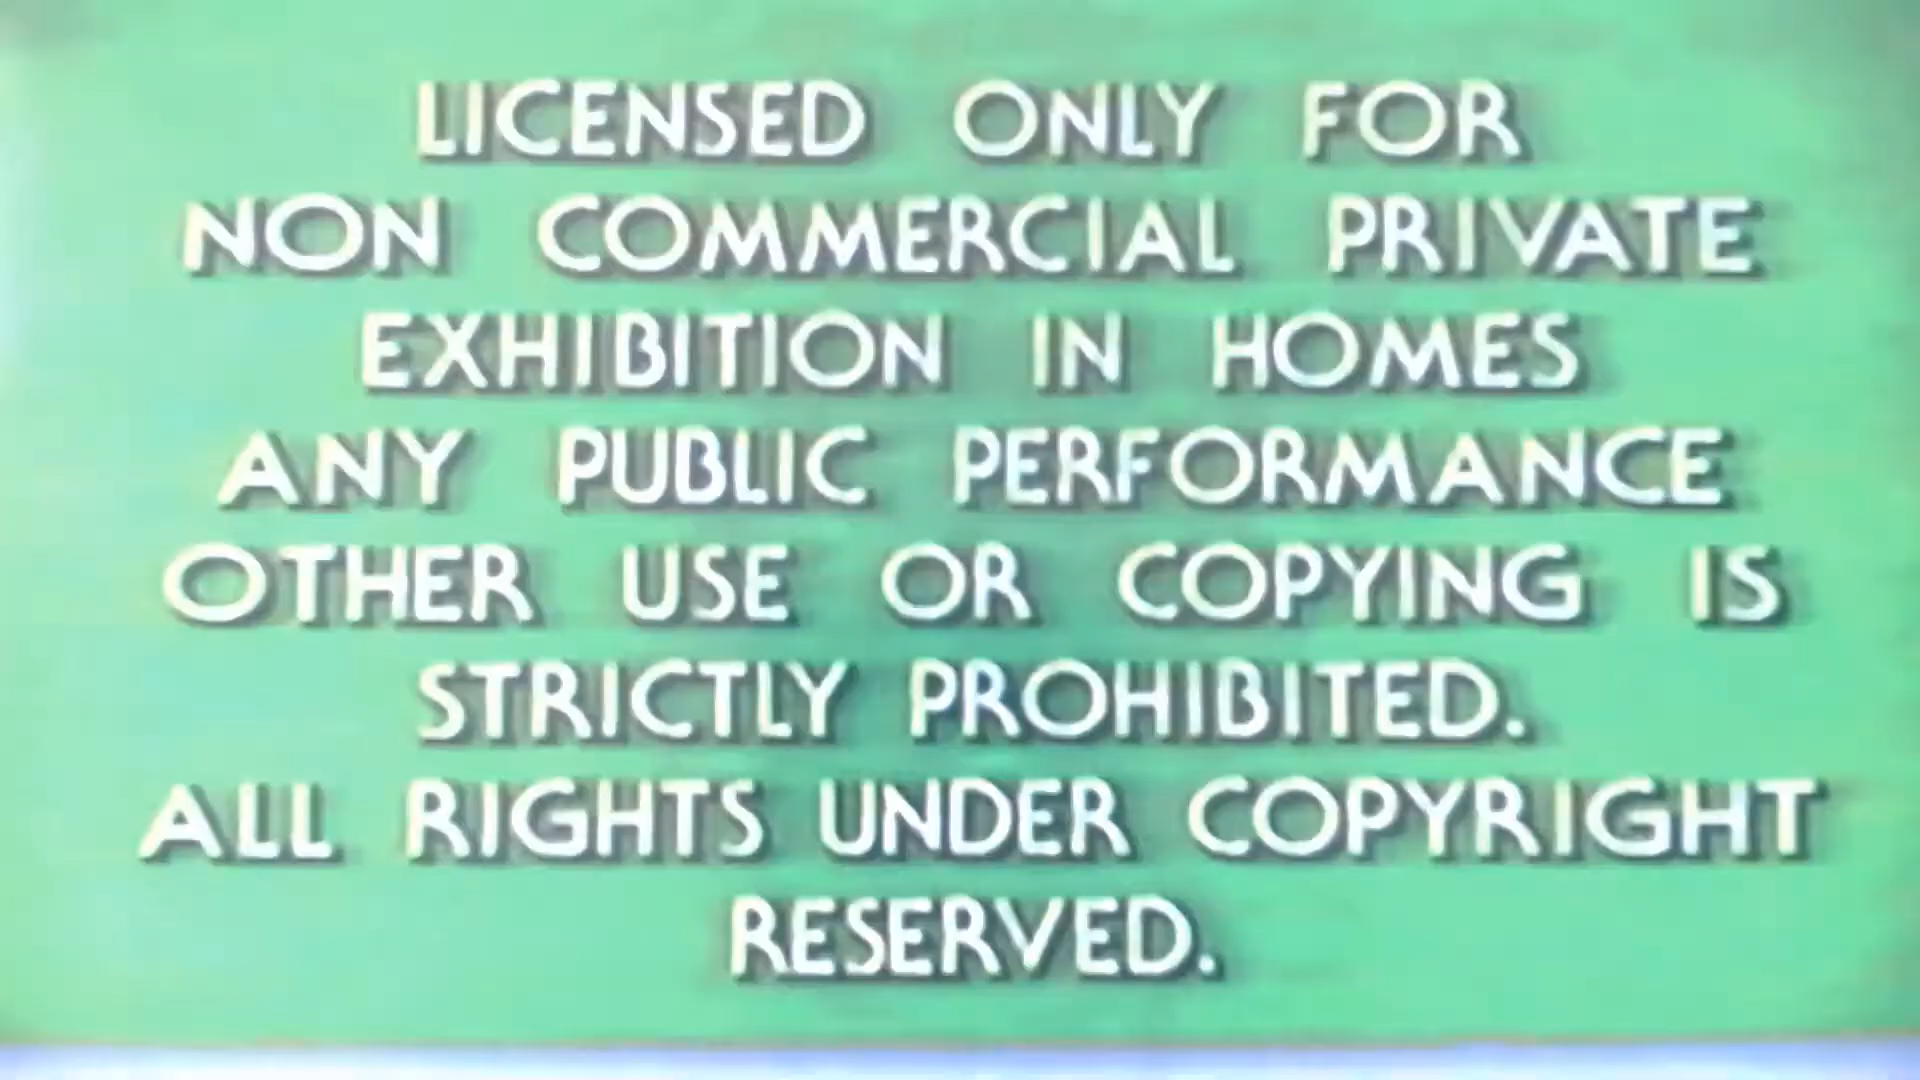 LICENSED ONLY FOR
NON COMMERCIAL PRIVATE
EXHIBITION IN HOMES
ANY PUBLIC PERFORMANCE
OTHER USE OR COPYING IS
STRICTLY PROHIBITED.
ALL RIGHTS UNDER COPYRIGHT
RESERVED.